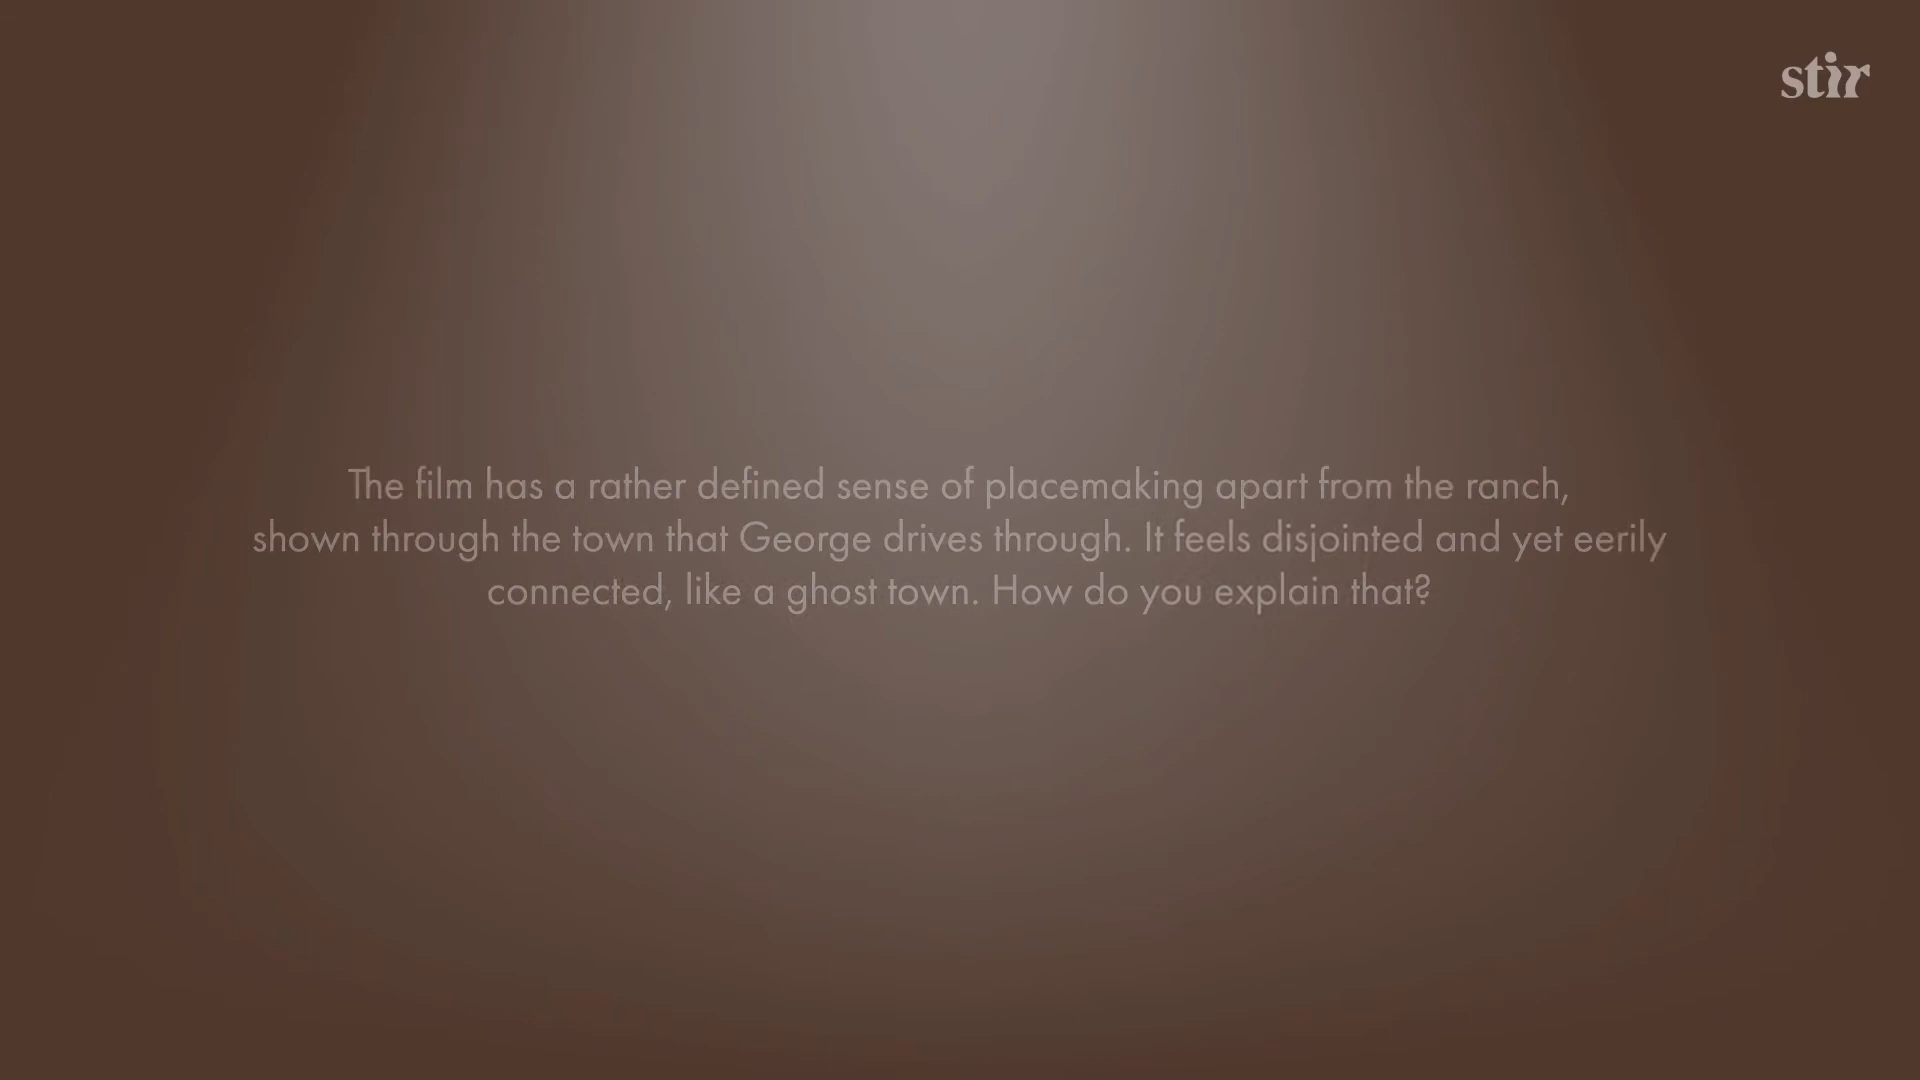 stir
The film has a rather defined sense of placemaking apart from the ranch,
shown through the town that George drives through. It feels disjointed and yet eerily
connected, like a ghost town. How do you explain that?